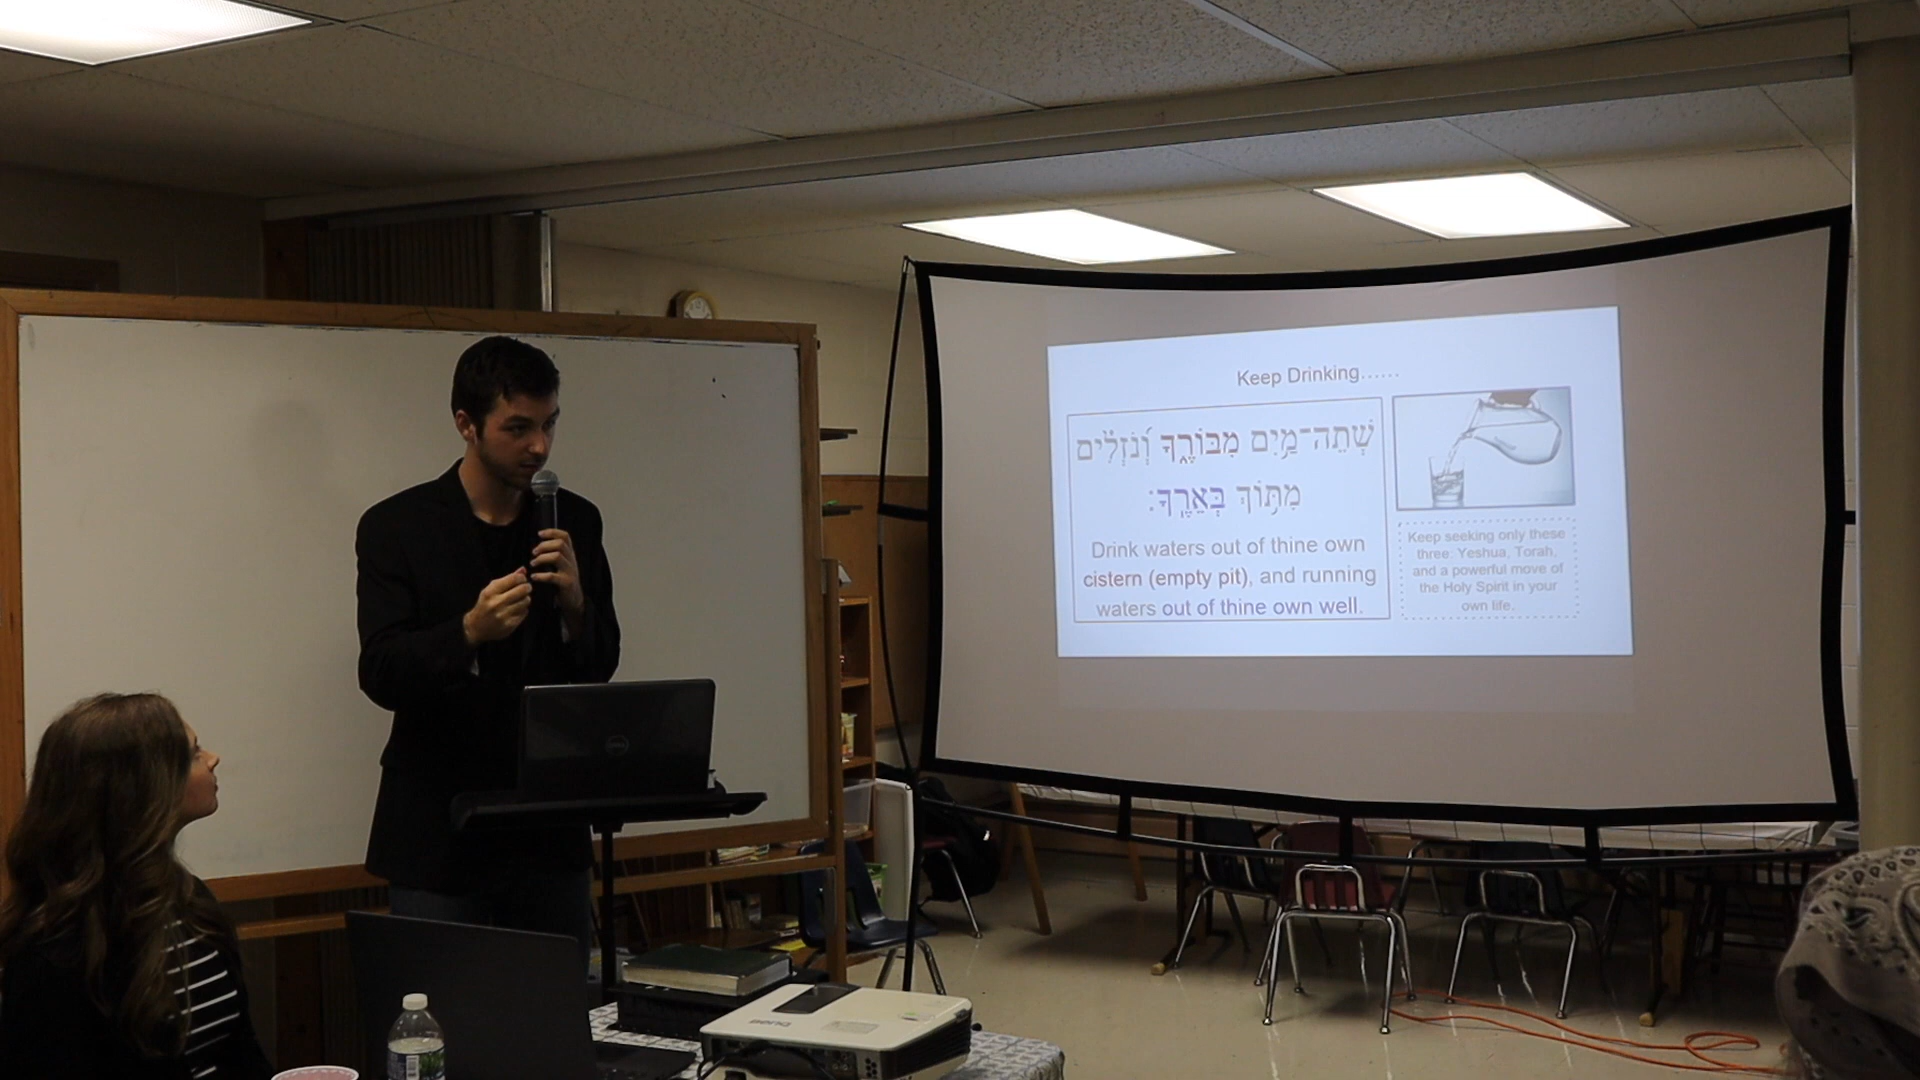 Keep Drinking......
שְׁתֵה־מַ֥יִם מִבּוֹרֶ֑ךָ וְ֝נֹזְלִ֗ים
מִתּ֥וֹךְ בְּאֵרֶֽךָ׃
Drink waters out of thine own
cistern (empty pit), and running
waters out of thine own well.
Keep seeking only these
three: Yeshua, Torah,
and a powerful move of
the Holy Spirit in your
own life.
DELL
BenQ